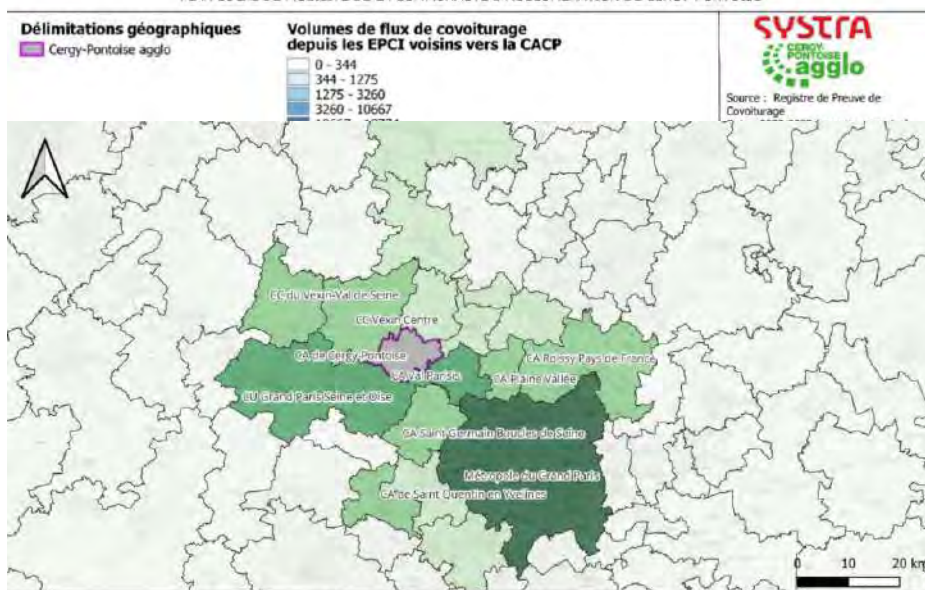 Délimitations géographiques
Cergy-Pontoise agglo
Volumes de flux de covoiturage
depuis les EPCI voisins vers la CACP
0 - 344
344 - 1275
1275 - 3260
3260 - 10667
SYSTRA
CERGY
PONTOISE
agglo
Source : Registre de Preuve de
Covoiturage
CC du Vexin-Val de Seine
CC Vexin Centre
CA de Cergy-Pontoise
CA Roissy Pays de France
CA Val Parisis
CA Plaine Vallée
CU Grand Paris Seine et Oise
CA Saint Germain Boucles de Seine
Métropole du Grand Paris
CA de Saint Quentin en Yvelines
0 10 20 km